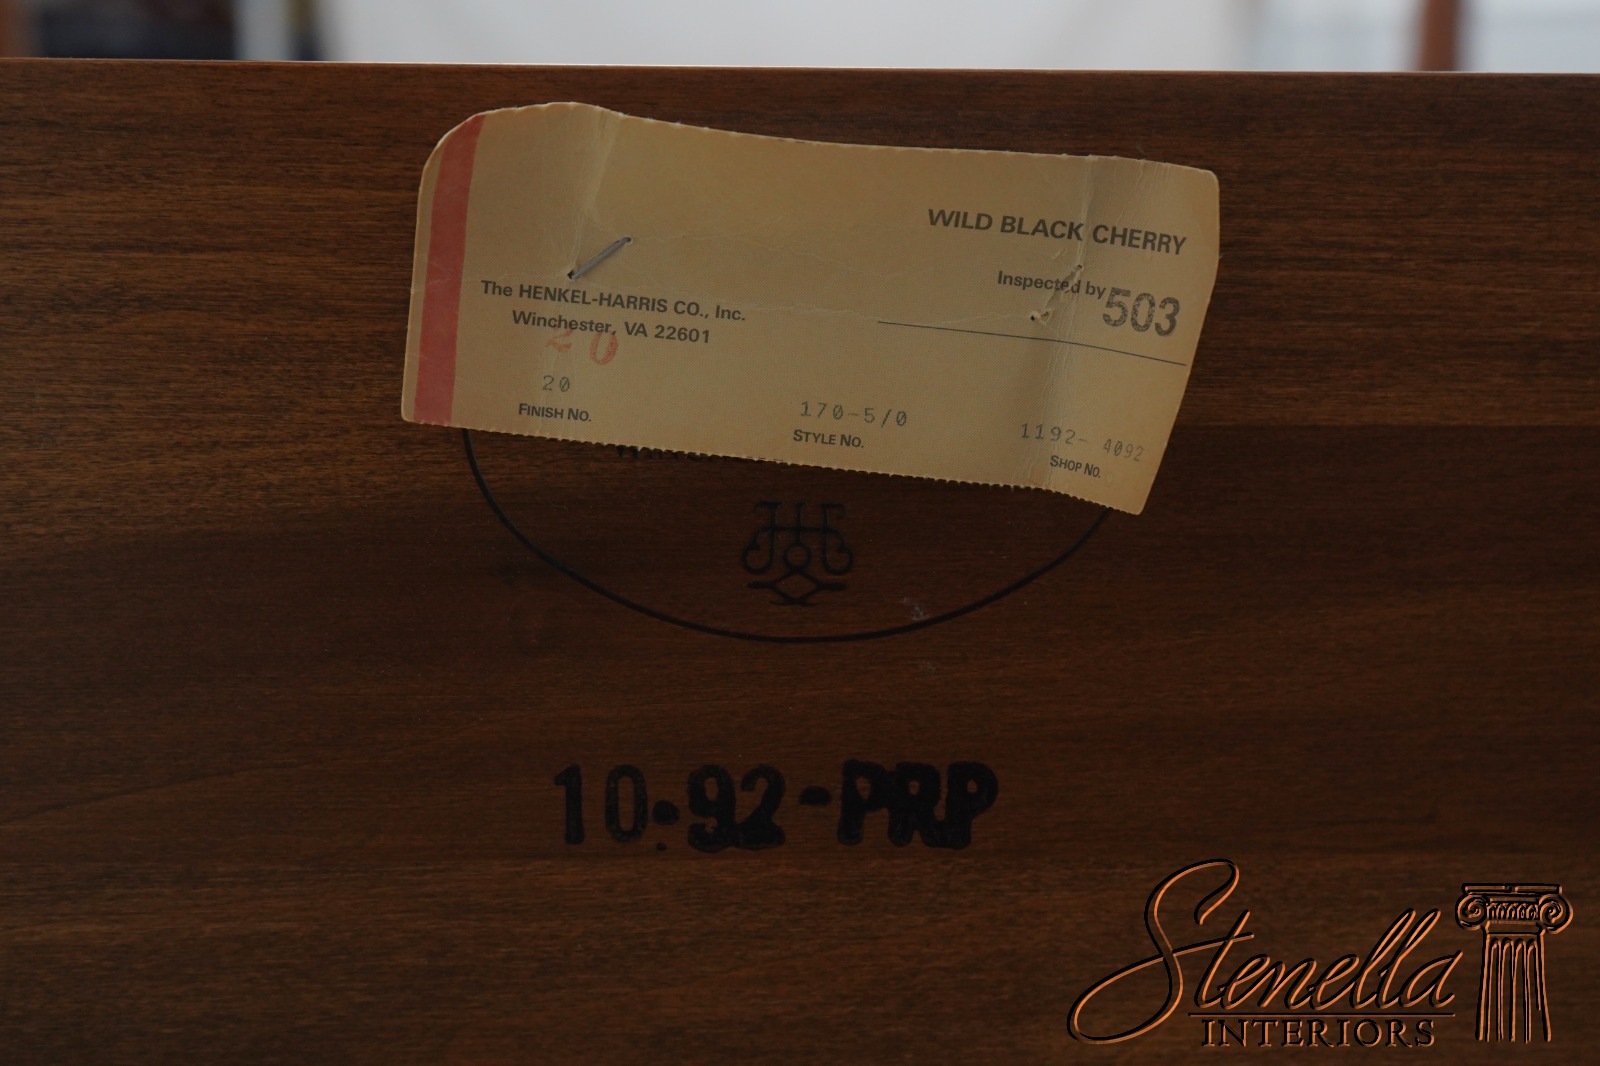 WILD BLACK CHERRY
Inspected by 503
The HENKEL-HARRIS CO., Inc.
Winchester, VA 22601
20
20
FINISH NO.
170-5/0
STYLE NO.
1192- 4092
SHOP NO.
10-92-PRP
Stenella
INTERIORS